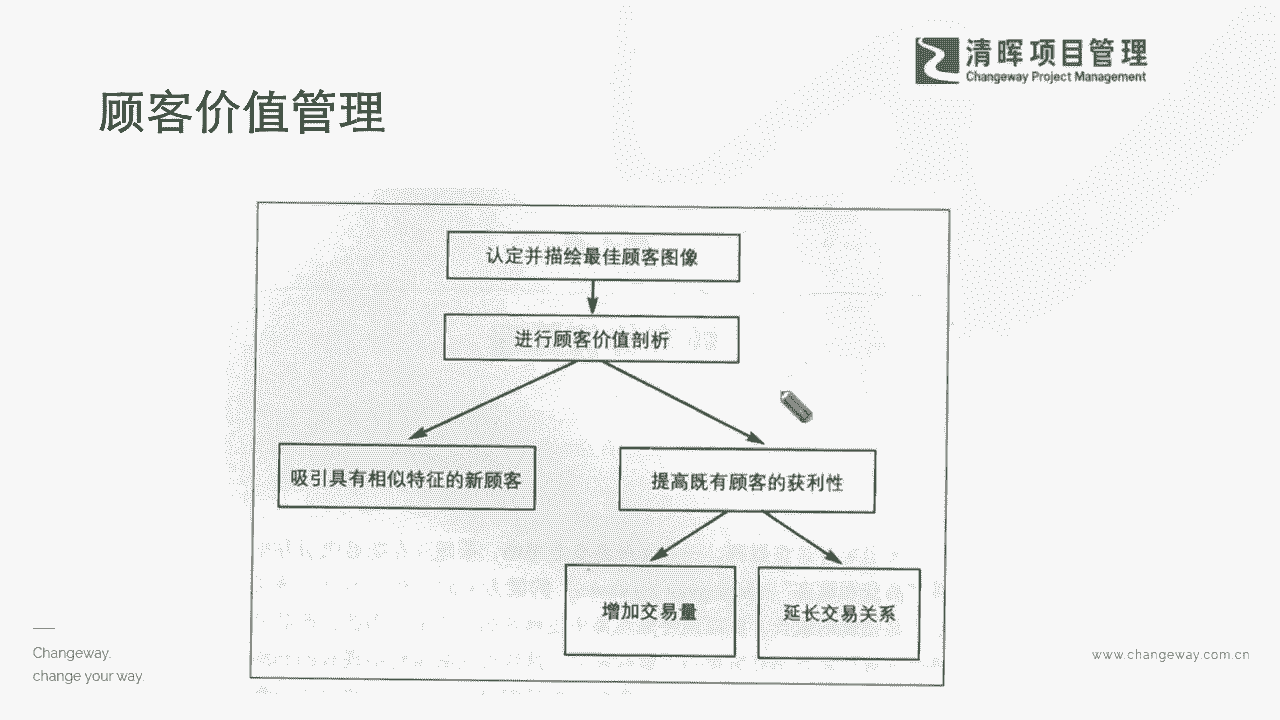 清晖项目管理
Changeway Project Management
顾客价值管理
认定并描绘最佳顾客图像
进行顾客价值剖析
吸引具有相似特征的新顾客
提高既有顾客的获利性
增加交易量
延长交易关系
Changeway.
change your way.
www.changeway.com.cn